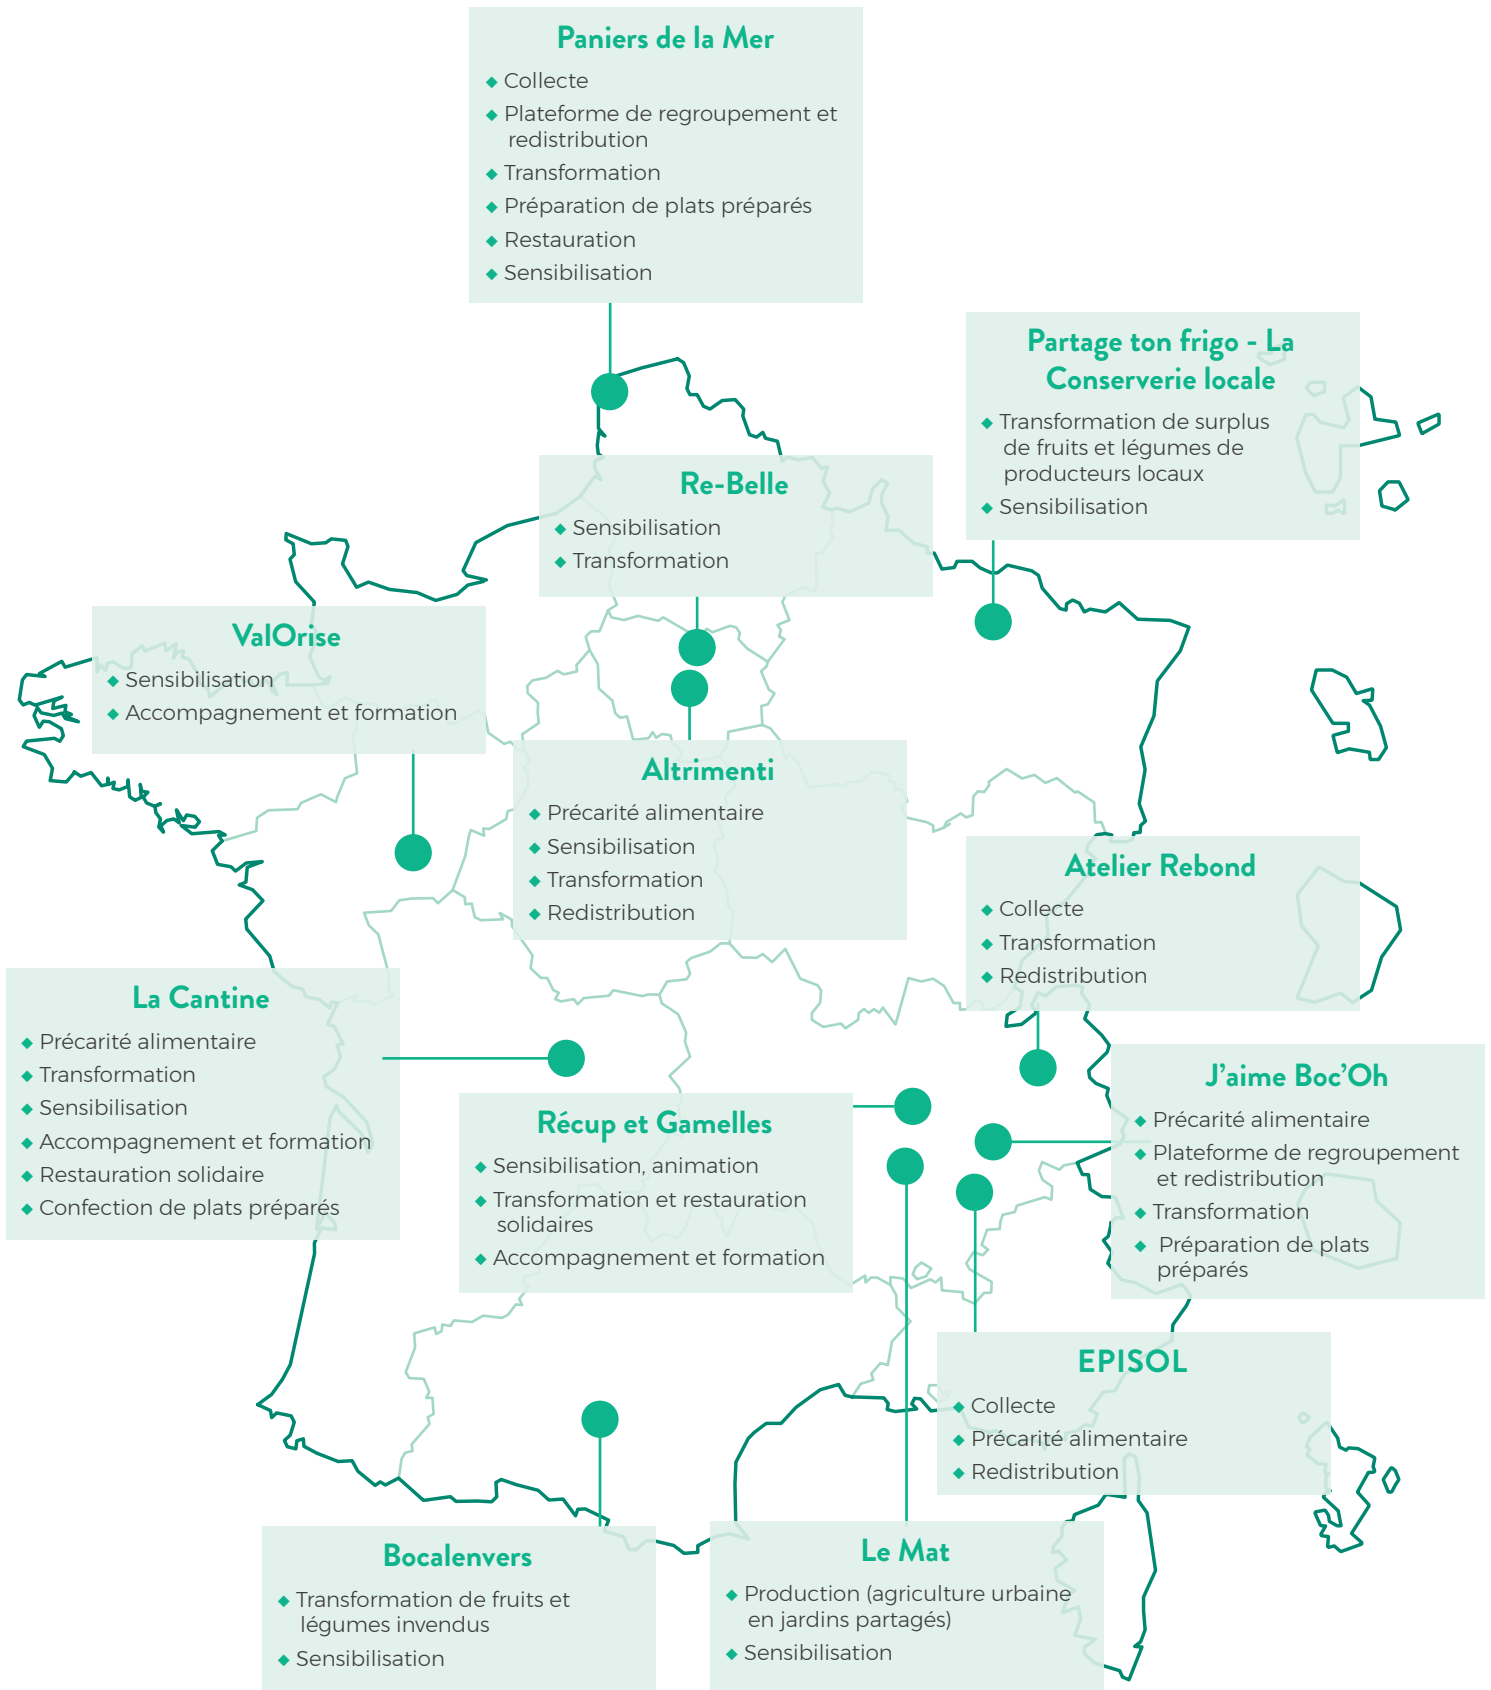 Paniers de la Mer
◆ Collecte
◆ Plateforme de regroupement et
redistribution
◆ Transformation
◆ Préparation de plats préparés
◆ Restauration
◆ Sensibilisation
Partage ton frigo - La
Conserverie locale
◆ Transformation de surplus
de fruits et légumes de
producteurs locaux
◆ Sensibilisation
Re-Belle
◆ Sensibilisation
◆ Transformation
ValOrise
◆ Sensibilisation
◆ Accompagnement et formation
Altrimenti
◆ Précarité alimentaire
◆ Sensibilisation
◆ Transformation
◆ Redistribution
Atelier Rebond
◆ Collecte
◆ Transformation
◆ Redistribution
La Cantine
◆ Précarité alimentaire
◆ Transformation
◆ Sensibilisation
◆ Accompagnement et formation
◆ Restauration solidaire
◆ Confection de plats préparés
Récup et Gamelles
◆ Sensibilisation, animation
◆ Transformation et restauration
solidaires
◆ Accompagnement et formation
J’aime Boc’Oh
◆ Précarité alimentaire
◆ Plateforme de regroupement
et redistribution
◆ Transformation
◆ Préparation de plats
préparés
EPISOL
◆ Collecte
◆ Précarité alimentaire
◆ Redistribution
Bocalenvers
◆ Transformation de fruits et
légumes invendus
◆ Sensibilisation
Le Mat
◆ Production (agriculture urbaine
en jardins partagés)
◆ Sensibilisation